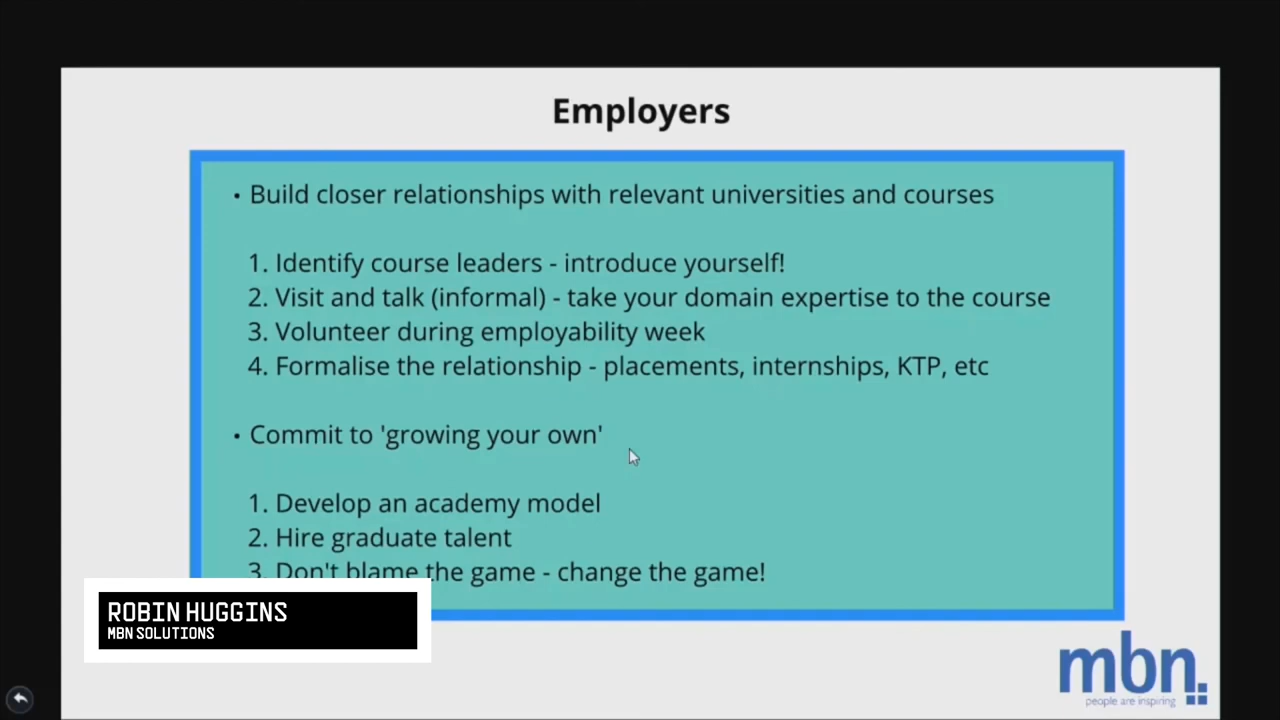 Employers
• Build closer relationships with relevant universities and courses
1. Identify course leaders - introduce yourself!
2. Visit and talk (informal) - take your domain expertise to the course
3. Volunteer during employability week
4. Formalise the relationship - placements, internships, KTP, etc
• Commit to 'growing your own'
1. Develop an academy model
2. Hire graduate talent
3. Don't blame the game - change the game!
ROBIN HUGGINS
MBN SOLUTIONS
mbn
people are inspiring